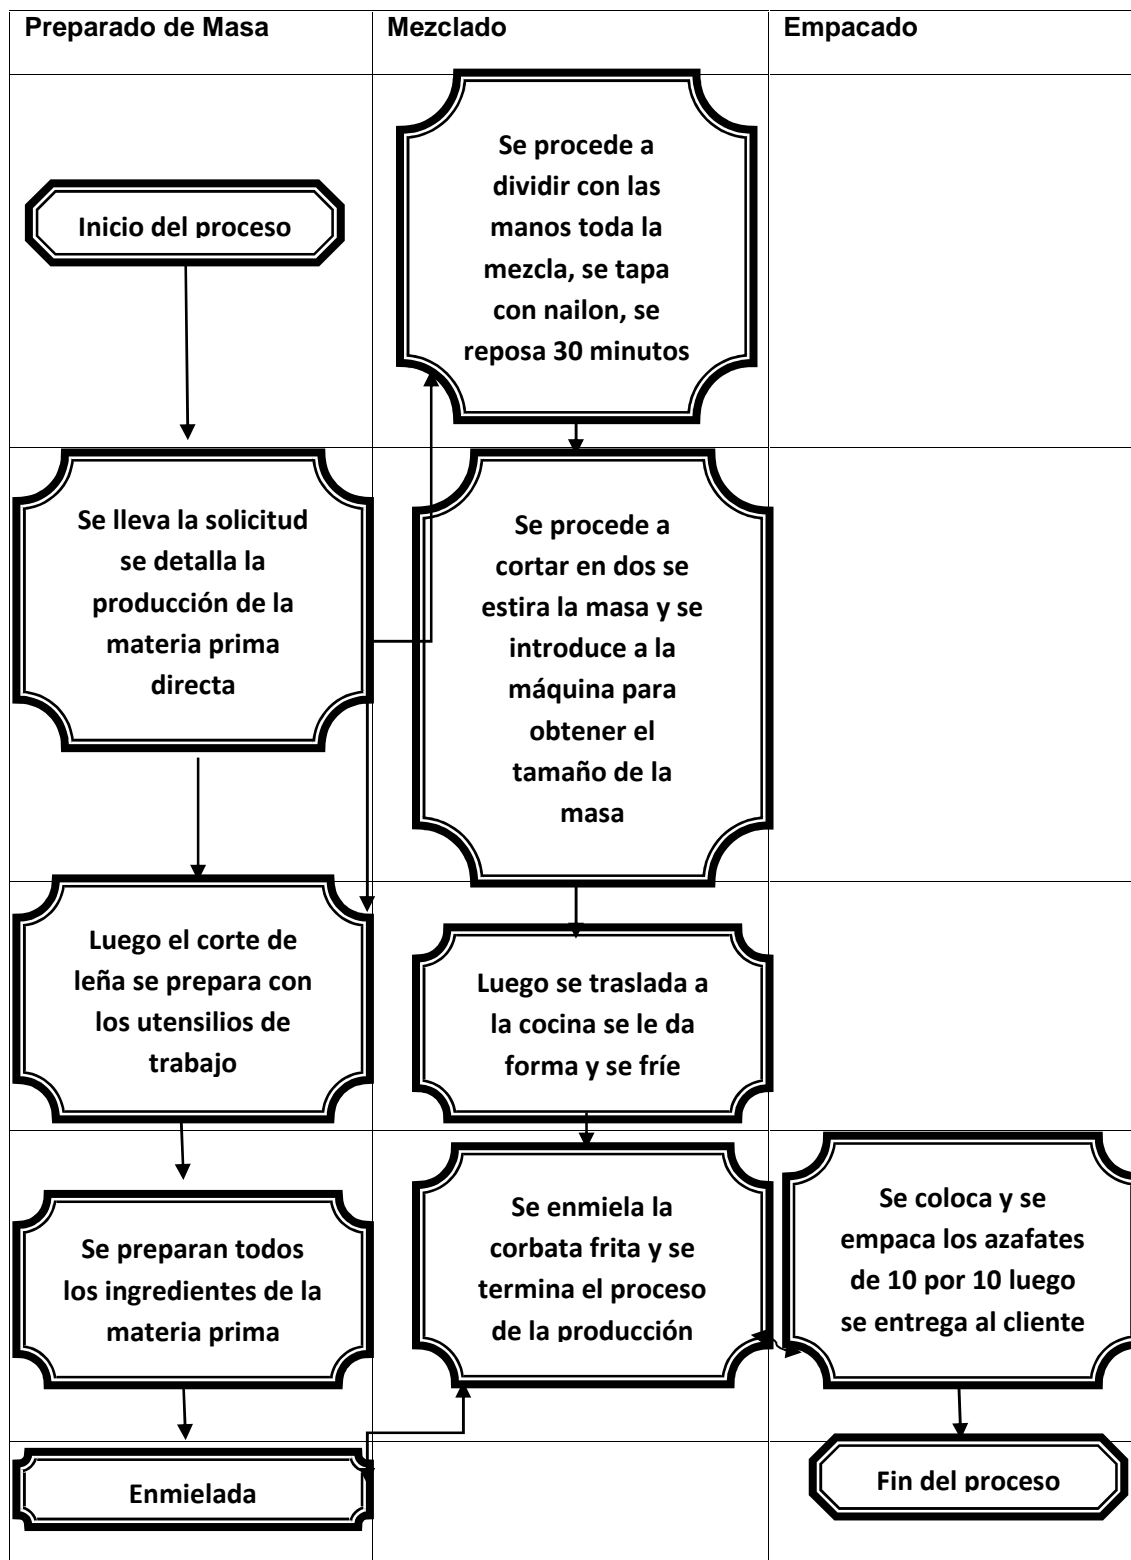 Preparado de Masa
Mezclado
Empacado
Inicio del proceso
Se lleva la solicitud
se detalla la
producción de la
materia prima
directa
Luego el corte de
leña se prepara con
los utensilios de
trabajo
Se preparan todos
los ingredientes de la
materia prima
Enmielada
Se procede a
dividir con las
manos toda la
mezcla, se tapa
con nailon, se
reposa 30 minutos
Se procede a
cortar en dos se
estira la masa y se
introduce a la
máquina para
obtener el
tamaño de la
masa
Luego se traslada a
la cocina se le da
forma y se fríe
Se enmiela la
corbata frita y se
termina el proceso
de la producción
Se coloca y se
empaca los azafates
de 10 por 10 luego
se entrega al cliente
Fin del proceso